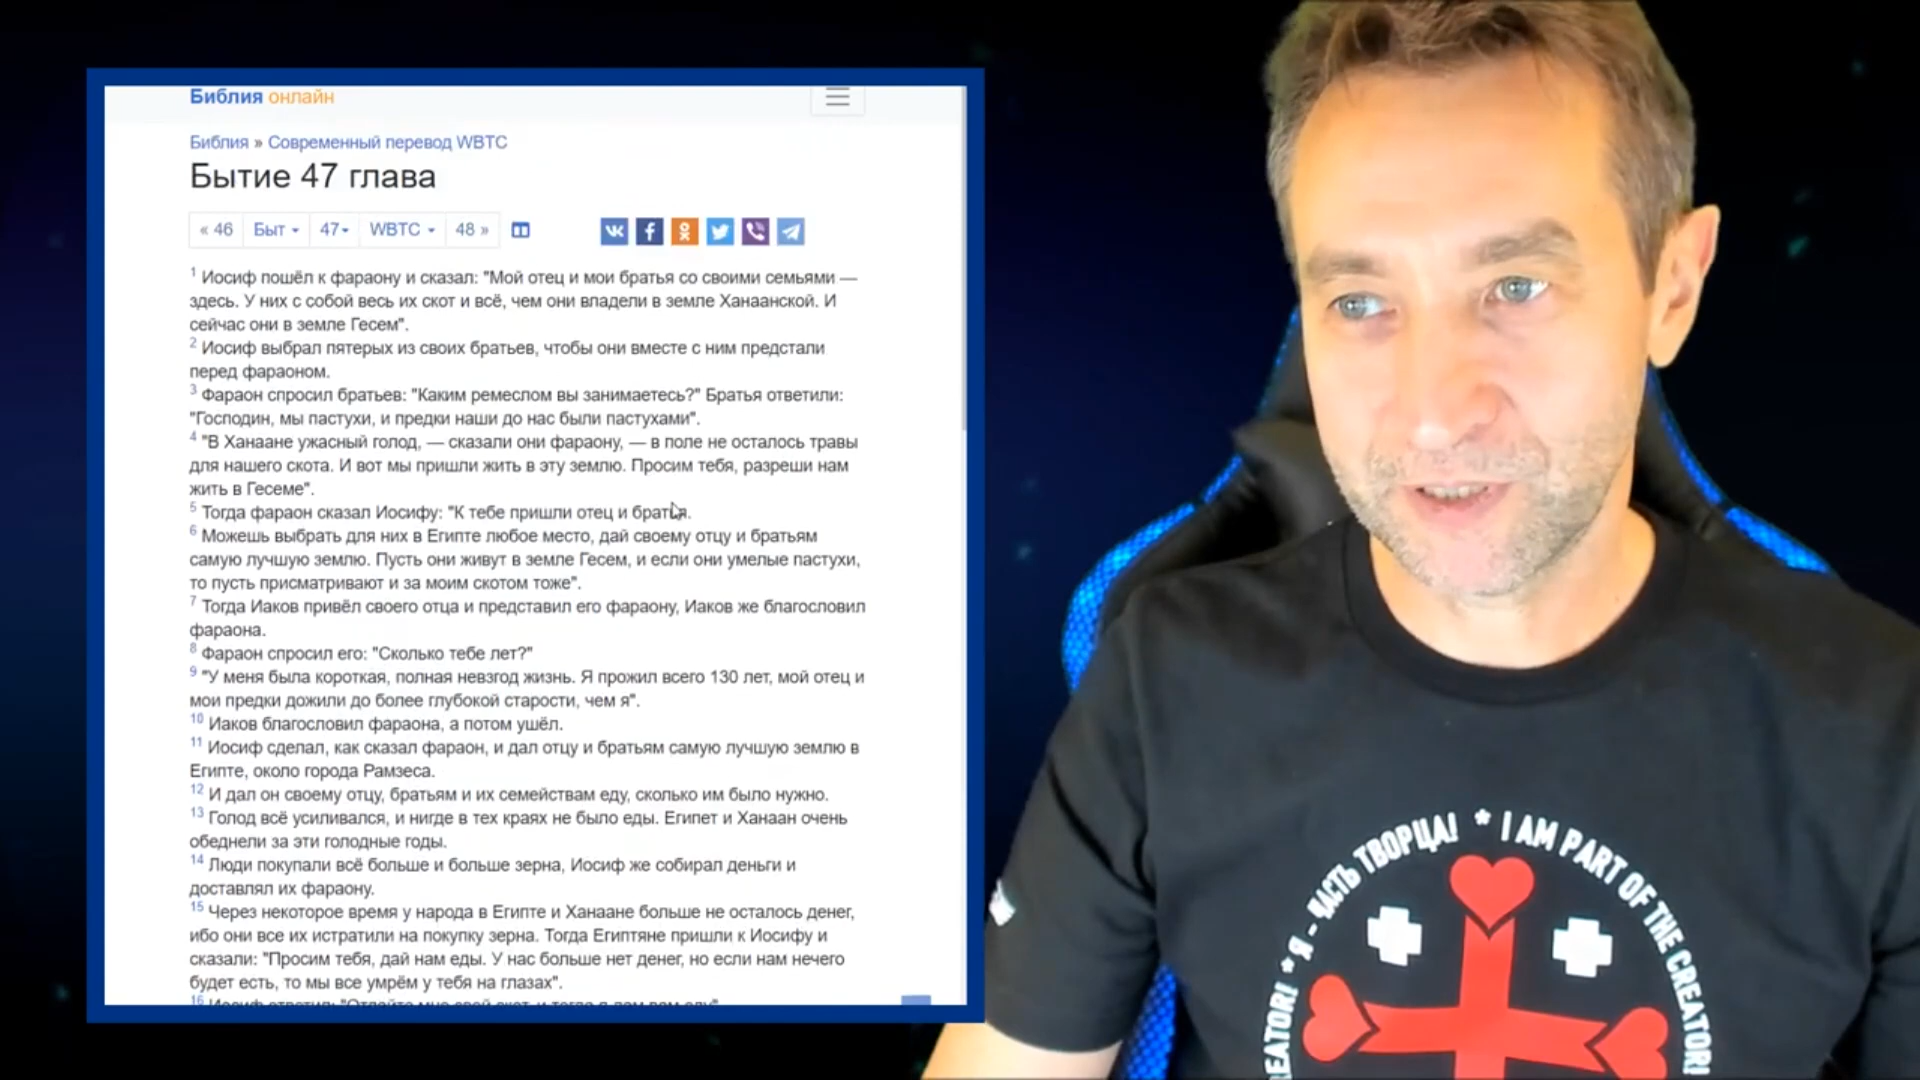 Библия онлайн
Библия » Современный перевод WBTC
Бытие 47 глава
« 46 Быт 47 WBTC 48 »
1 Иосиф пошёл к фараону и сказал: "Мой отец и мои братья со своими семьями —
здесь. У них с собой весь их скот и всё, чем они владели в земле Ханаанской. И
сейчас они в земле Гесем".
2 Иосиф выбрал пятерых из своих братьев, чтобы они вместе с ним предстали
перед фараоном.
3 Фараон спросил братьев: "Каким ремеслом вы занимаетесь?" Братья ответили:
"Господин, мы пастухи, и предки наши до нас были пастухами".
4 "В Ханаане ужасный голод, — сказали они фараону, — в поле не осталось травы
для нашего скота. И вот мы пришли жить в эту землю. Просим тебя, разреши нам
жить в Гесеме".
5 Тогда фараон сказал Иосифу: "К тебе пришли отец и братья.
6 Можешь выбрать для них в Египте любое место, дай своему отцу и братьям
самую лучшую землю. Пусть они живут в земле Гесем, и если они умелые пастухи,
то пусть присматривают и за моим скотом тоже".
7 Тогда Иаков привёл своего отца и представил его фараону, Иаков же благословил
фараона.
8 Фараон спросил его: "Сколько тебе лет?"
9 "У меня была короткая, полная невзгод жизнь. Я прожил всего 130 лет, мой отец и
мои предки дожили до более глубокой старости, чем я".
10 Иаков благословил фараона, а потом ушёл.
11 Иосиф сделал, как сказал фараон, и дал отцу и братьям самую лучшую землю в
Египте, около города Рамзеса.
12 И дал он своему отцу, братьям и их семействам еду, сколько им было нужно.
13 Голод всё усиливался, и нигде в тех краях не было еды. Египет и Ханаан очень
обеднели за эти голодные годы.
14 Люди покупали всё больше и больше зерна, Иосиф же собирал деньги и
доставлял их фараону.
15 Через некоторое время у народа в Египте и Ханаане больше не осталось денег,
ибо они все их истратили на покупку зерна. Тогда Египтяне пришли к Иосифу и
сказали: "Просим тебя, дай нам еды. У нас больше нет денег, но если нам нечего
будет есть, то мы все умрём у тебя на глазах".
16 Иосиф ответил: "Отдайте мне свой скот, и тогда я дам вам еду".
EATOR! * Я - ЧАСТЬ ТВОРЦА! * I AM PART OF THE CREATOR!